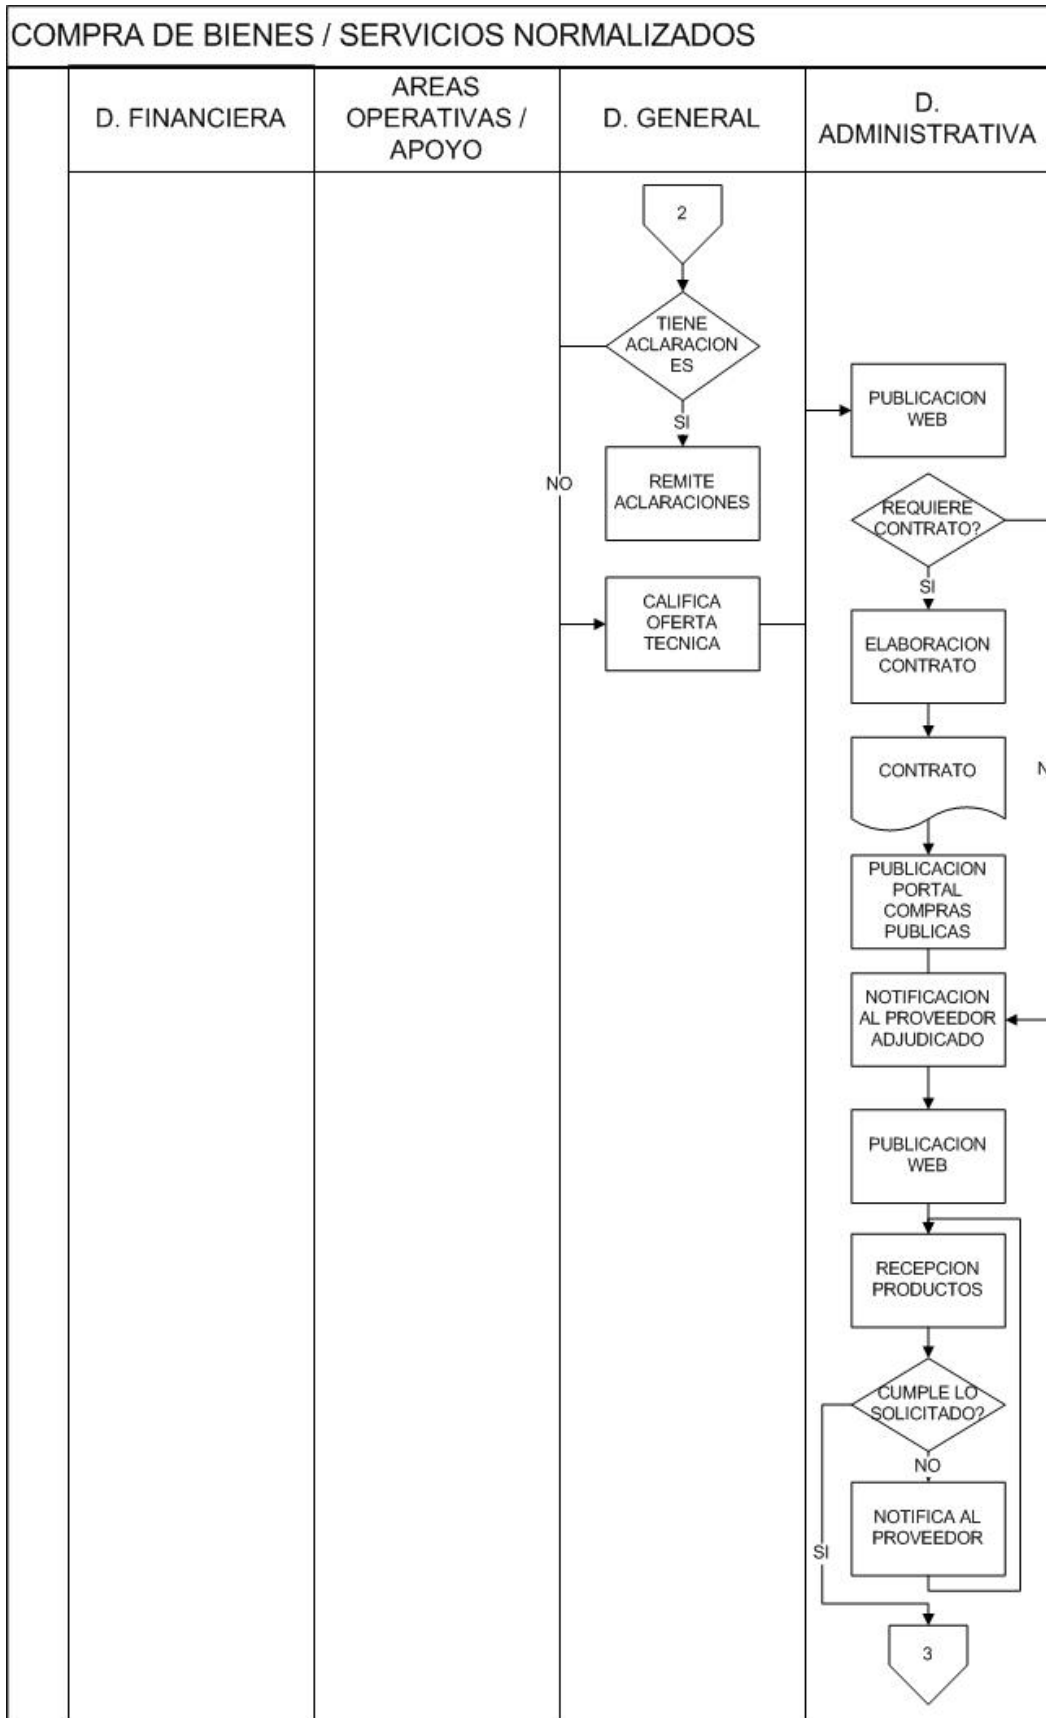 COMPRA DE BIENES / SERVICIOS NORMALIZADOS
D. FINANCIERA
AREAS
OPERATIVAS /
APOYO
D. GENERAL
D.
ADMINISTRATIVA
2
TIENE
ACLARACION
ES
SI
NO
REMITE
ACLARACIONES
CALIFICA
OFERTA
TECNICA
PUBLICACION
WEB
REQUIERE
CONTRATO?
SI
ELABORACION
CONTRATO
CONTRATO
N
PUBLICACION
PORTAL
COMPRAS
PUBLICAS
NOTIFICACION
AL PROVEEDOR
ADJUDICADO
PUBLICACION
WEB
RECEPCION
PRODUCTOS
CUMPLE LO
SOLICITADO?
NO
NOTIFICA AL
PROVEEDOR
SI
3